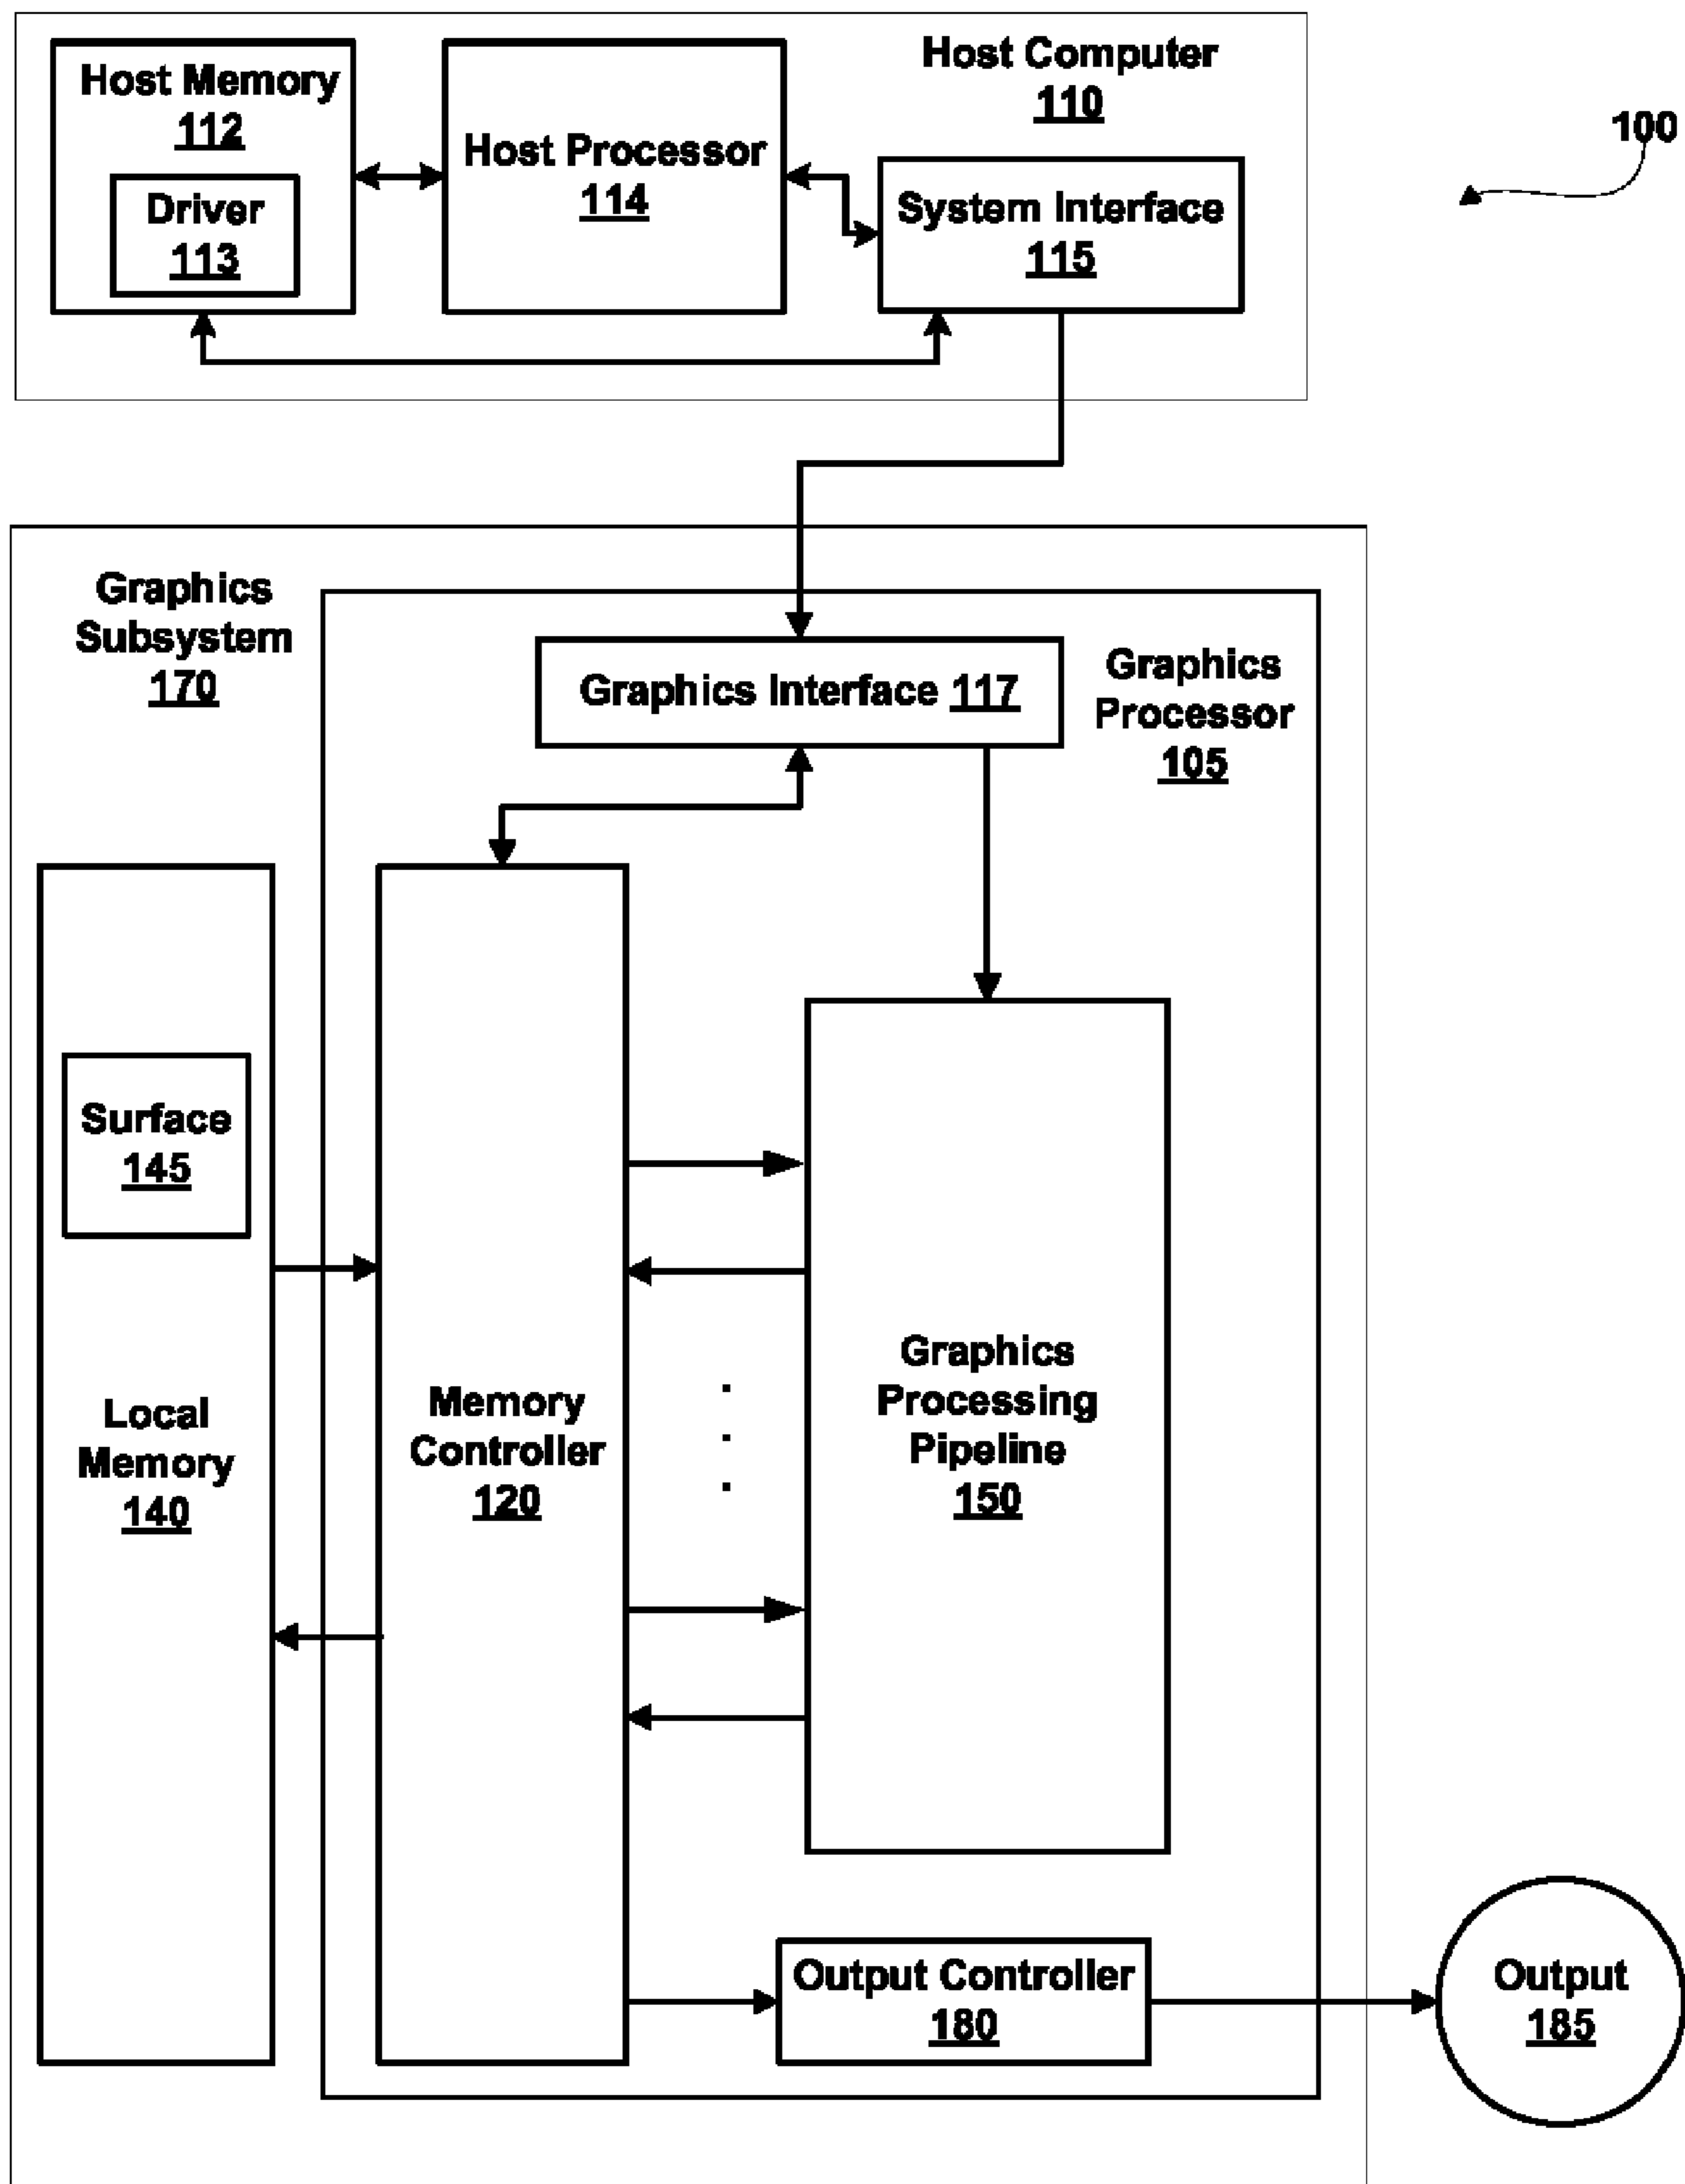 Host Memory
112
Driver
113
Host Processor
114
Host Computer
110
System Interface
115
100
Graphics
Subsystem
170
Graphics Interface 117
Graphics
Processor
105
Surface
145
Local
Memory
140
Memory
Controller
120
Graphics
Processing
Pipeline
150
Output Controller
180
Output
185